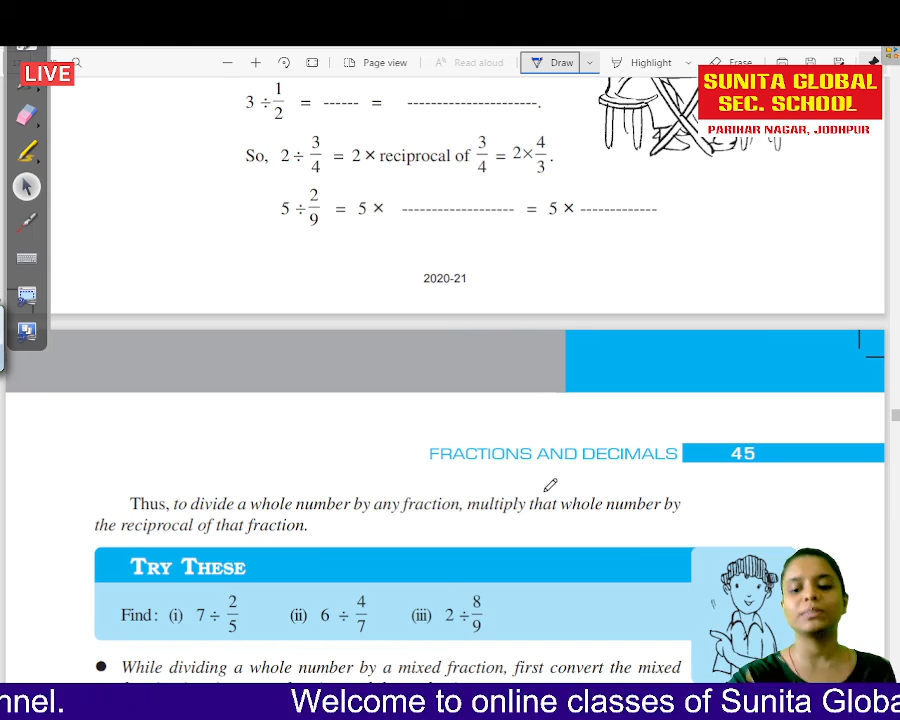 LIVE
Page view
Read aloud
Draw
Highlight
Erase
SUNITA GLOBAL
SEC. SCHOOL
PARIHAR NAGAR, JODHPUR
3 ÷ 1/2 = ------ = ----------------------.
So, 2 ÷ 3/4 = 2 × reciprocal of 3/4 = 2 × 4/3.
5 ÷ 2/9 = 5 × ------------------- = 5 × -------------
2020-21
FRACTIONS AND DECIMALS 45
Thus, to divide a whole number by any fraction, multiply that whole number by
the reciprocal of that fraction.
TRY THESE
Find : (i) 7 ÷ 2/5 (ii) 6 ÷ 4/7 (iii) 2 ÷ 8/9
● While dividing a whole number by a mixed fraction, first convert the mixed
nnel. Welcome to online classes of Sunita Globa